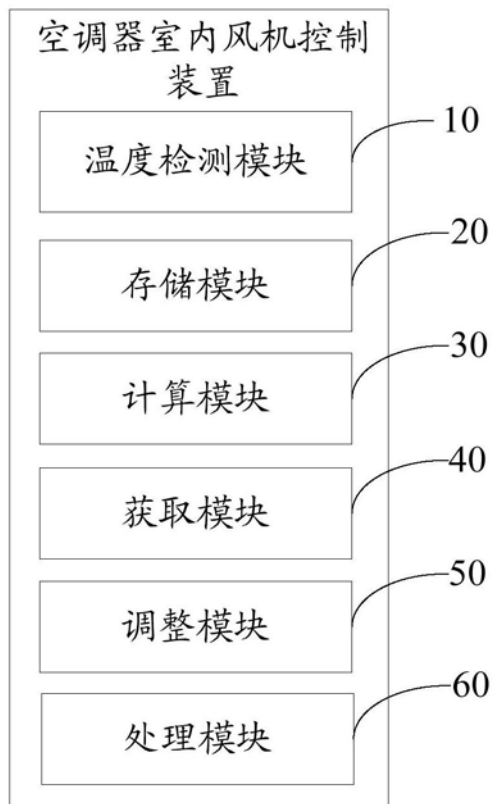 空调器室内风机控制
装置
温度检测模块
10
存储模块
20
计算模块
30
获取模块
40
调整模块
50
处理模块
60